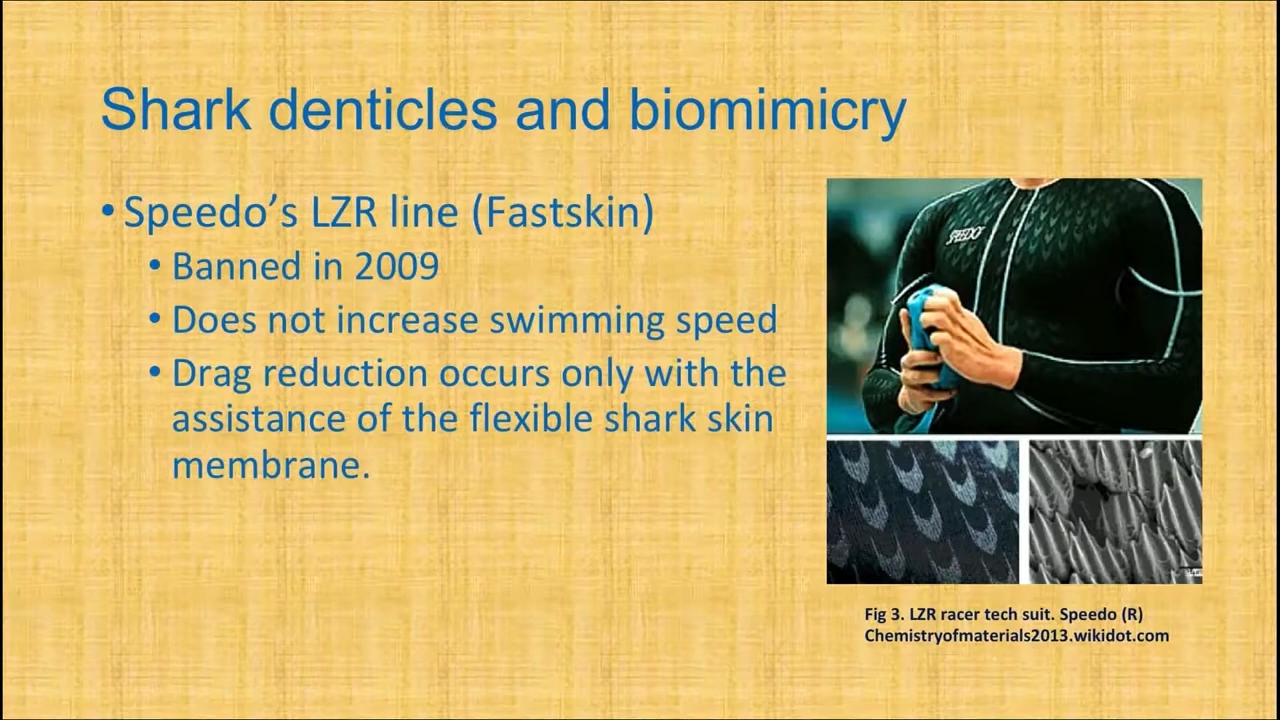 Shark denticles and biomimicry
• Speedo’s LZR line (Fastskin)
• Banned in 2009
• Does not increase swimming speed
• Drag reduction occurs only with the
assistance of the flexible shark skin
membrane.
SPEEDO
Fig 3. LZR racer tech suit. Speedo (R)
Chemistryofmaterials2013.wikidot.com